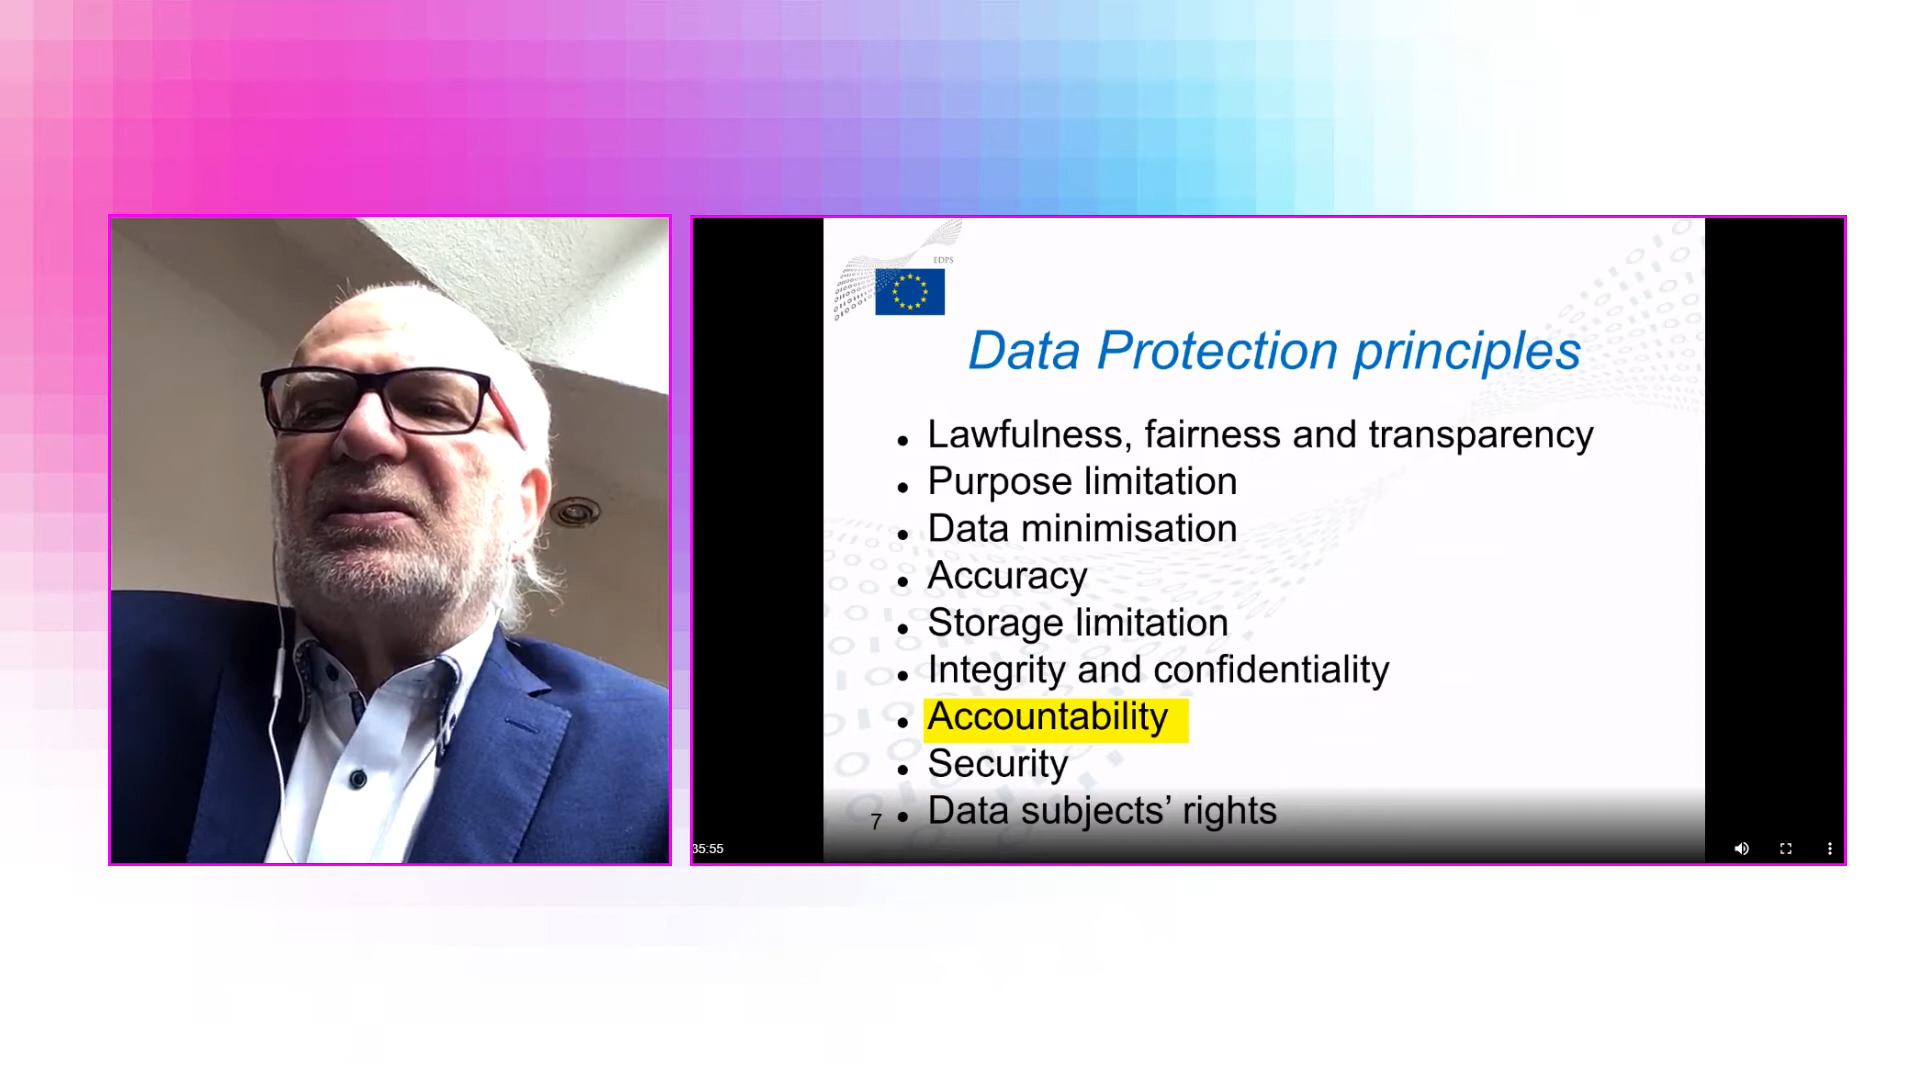 EDPS
Data Protection principles
• Lawfulness, fairness and transparency
• Purpose limitation
• Data minimisation
• Accuracy
• Storage limitation
• Integrity and confidentiality
• Accountability
• Security
• Data subjects’ rights
7
35:55